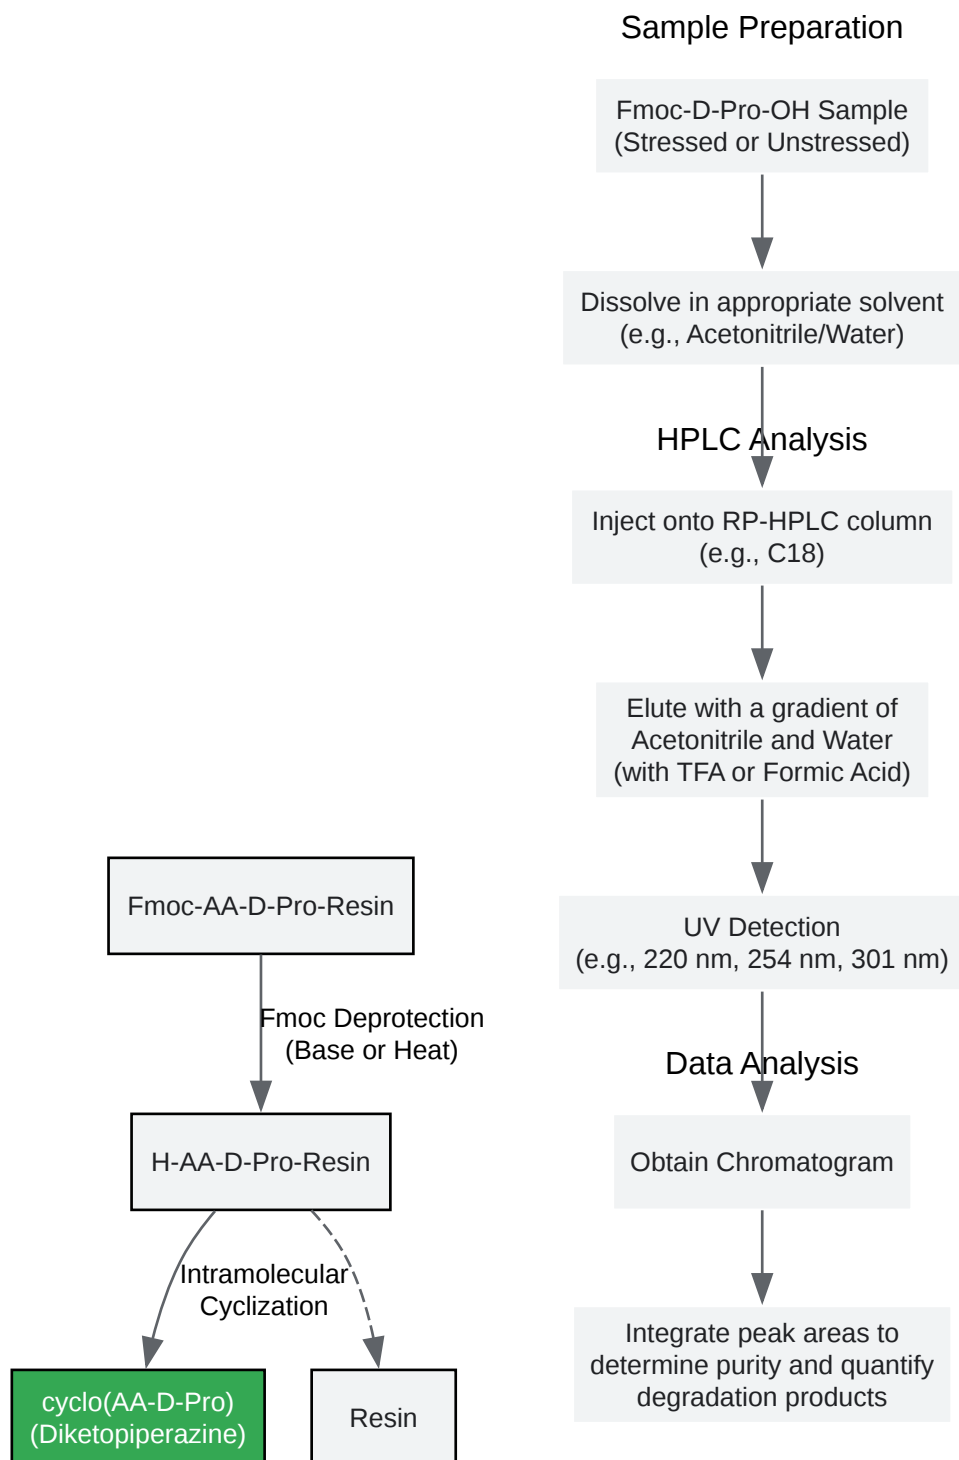 Sample Preparation
Fmoc-D-Pro-OH Sample
(Stressed or Unstressed)
Dissolve in appropriate solvent
(e.g., Acetonitrile/Water)
HPLC Analysis
Inject onto RP-HPLC column
(e.g., C18)
Elute with a gradient of
Acetonitrile and Water
(with TFA or Formic Acid)
UV Detection
(e.g., 220 nm, 254 nm, 301 nm)
Data Analysis
Obtain Chromatogram
Integrate peak areas to
determine purity and quantify
degradation products
Fmoc-AA-D-Pro-Resin
Fmoc Deprotection
(Base or Heat)
H-AA-D-Pro-Resin
Intramolecular
Cyclization
cyclo(AA-D-Pro)
(Diketopiperazine)
Resin